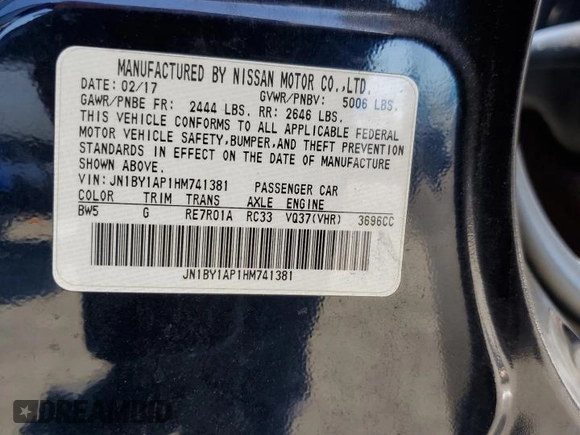 MANUFACTURED BY NISSAN MOTOR CO.,LTD.
DATE: 02/17 GVWR/PNBV: 5006 LBS.
GAWR/PNBE FR: 2444 LBS. RR: 2646 LBS.
THIS VEHICLE CONFORMS TO ALL APPLICABLE FEDERAL
MOTOR VEHICLE SAFETY,BUMPER,AND THEFT PREVENTION
STANDARDS IN EFFECT ON THE DATE OF MANUFACTURE
SHOWN ABOVE.
VIN: JN1BY1AP1HM741381 PASSENGER CAR
COLOR TRIM TRANS AXLE ENGINE
BW5 G RE7R01A RC33 VQ37(VHR) 3696CC
JN1BY1AP1HM741381
DREAMBID